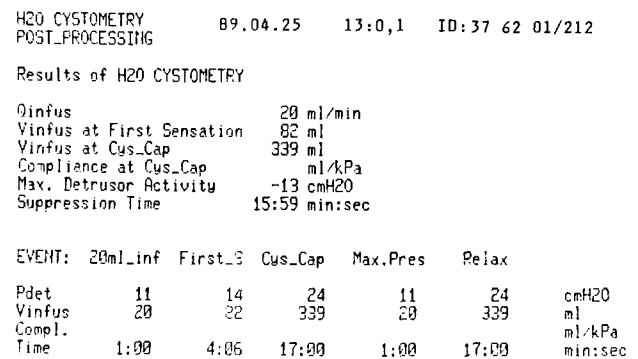 H2O CYSTOMETRY 89.04.25 13:0,1 ID:37 62 01/212
POST_PROCESSING
Results of H2O CYSTOMETRY
Qinfus 20 ml/min
Vinfus at First Sensation 82 ml
Vinfus at Cys_Cap 339 ml
Compliance at Cys_Cap ml/kPa
Max. Detrusor Activity -13 cmH2O
Suppression Time 15:59 min:sec
EVENT: 20ml_inf First_S Cys_Cap Max.Pres Relax
Pdet 11 14 24 11 24 cmH2O
Vinfus 20 339 20 339 ml
Compl. ml/kPa
Time 1:00 4:06 17:00 1:00 17:00 min:sec